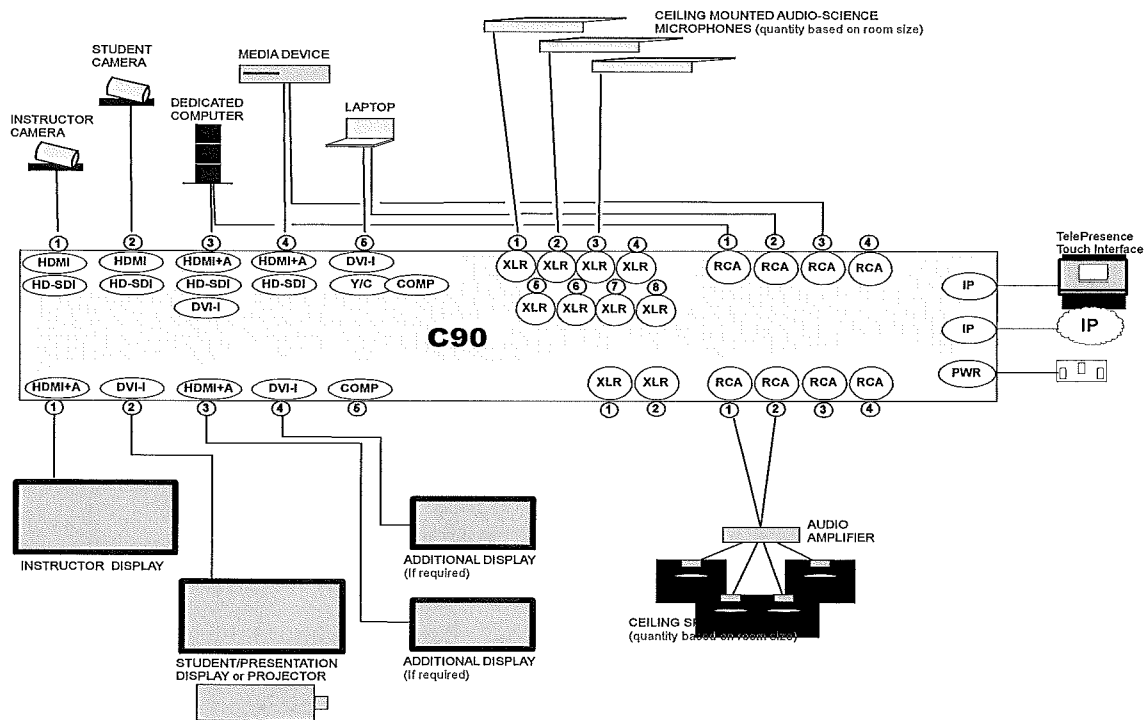 CEILING MOUNTED AUDIO-SCIENCE
MICROPHONES (quantity based on room size)
STUDENT
CAMERA
MEDIA DEVICE
DEDICATED
COMPUTER
LAPTOP
INSTRUCTOR
CAMERA
1 2 3 4 5 1 2 3 4 1 2 3 4
HDMI HDMI HDMI+A HDMI+A DVI-I XLR XLR XLR XLR RCA RCA RCA RCA
HD-SDI HD-SDI HD-SDI HD-SDI Y/C COMP
DVI-I
5 6 7 8
XLR XLR XLR XLR
TelePresence
Touch Interface
IP
IP IP
PWR
C90
HDMI+A DVI-I HDMI+A DVI-I COMP XLR XLR RCA RCA RCA RCA
1 2 3 4 5 1 2 1 2 3 4
INSTRUCTOR DISPLAY
ADDITIONAL DISPLAY
(If required)
AUDIO
AMPLIFIER
STUDENT/PRESENTATION
DISPLAY or PROJECTOR
ADDITIONAL DISPLAY
(If required)
CEILING
(quantity based on room size)